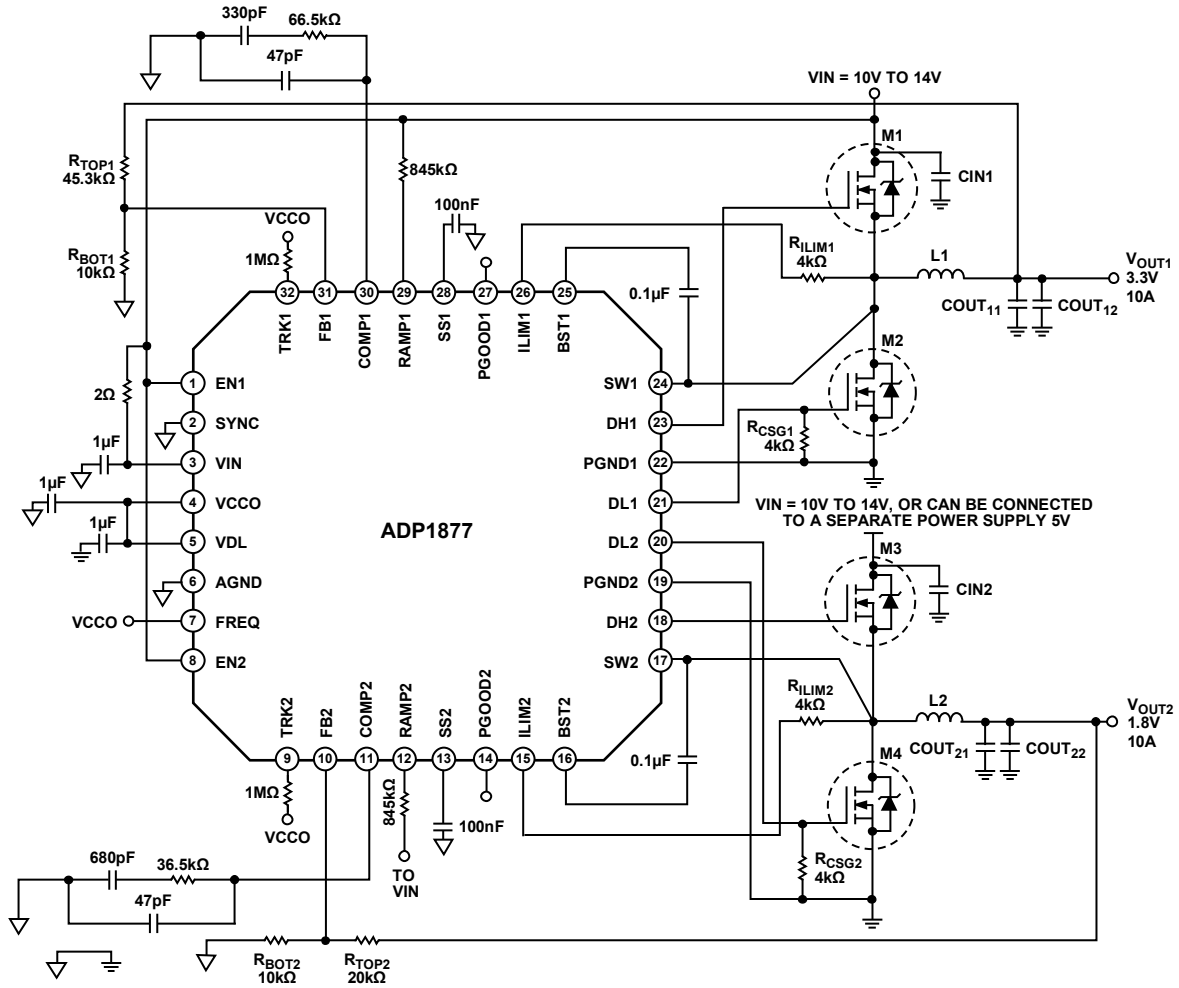 330pF
66.5kΩ
47pF
VIN = 10V TO 14V
M1
CIN1
RTOP1
45.3kΩ
845kΩ
100nF
VCCO
1MΩ
RBOT1
10kΩ
RILIM1
4kΩ
L1
VOUT1
3.3V
10A
0.1µF
COUT11
COUT12
32
31
30
29
28
27
26
25
TRK1
FB1
COMP1
RAMP1
SS1
PGOOD1
ILIM1
BST1
M2
2Ω
1
EN1
SW1
24
2
SYNC
DH1
23
RCSG1
4kΩ
1µF
3
VIN
PGND1
22
1µF
4
VCCO
DL1
21
VIN = 10V TO 14V, OR CAN BE CONNECTED
TO A SEPARATE POWER SUPPLY 5V
ADP1877
1µF
5
VDL
DL2
20
M3
6
AGND
PGND2
19
CIN2
VCCO
7
FREQ
DH2
18
8
EN2
SW2
17
RILIM2
4kΩ
L2
VOUT2
1.8V
10A
TRK2
FB2
COMP2
RAMP2
SS2
PGOOD2
ILIM2
BST2
9
10
11
12
13
14
15
16
0.1µF
M4
COUT21
COUT22
1MΩ
VCCO
845kΩ
100nF
TO
VIN
RCSG2
4kΩ
680pF
36.5kΩ
47pF
RBOT2
10kΩ
RTOP2
20kΩ